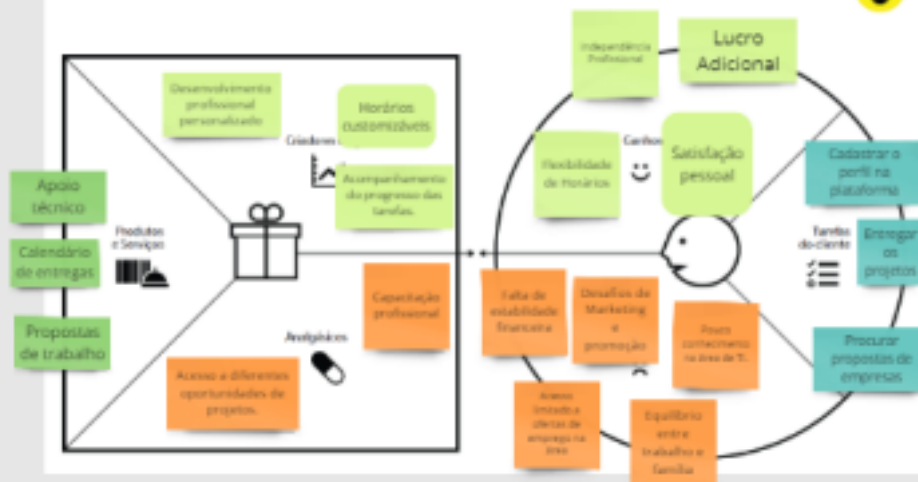 Desenvolvimento
profissional
personalizado
Horários
customizáveis
Criadores
Acompanhamento
do progresso das
tarefas.
Apoio
técnico
Calendário
de entregas
Propostas
de trabalho
Produtos
e Serviços
Capacitação
profissional
Analgésicos
Acesso a diferentes
oportunidades de
projetos.
Independência
Profissional
Lucro
Adicional
Flexibilidade
de Horários
Ganhos
Satisfação
pessoal
Cadastrar o
perfil na
plataforma
Tarefas
do cliente
Entregar
os
projetos
Procurar
propostas de
empresas
Falta de
estabilidade
financeira
Desafios de
Marketing
e
promoção
Pouco
conhecimento
na área de TI.
Acesso
limitado a
ofertas de
emprego na
área
Equilíbrio
entre
trabalho e
família